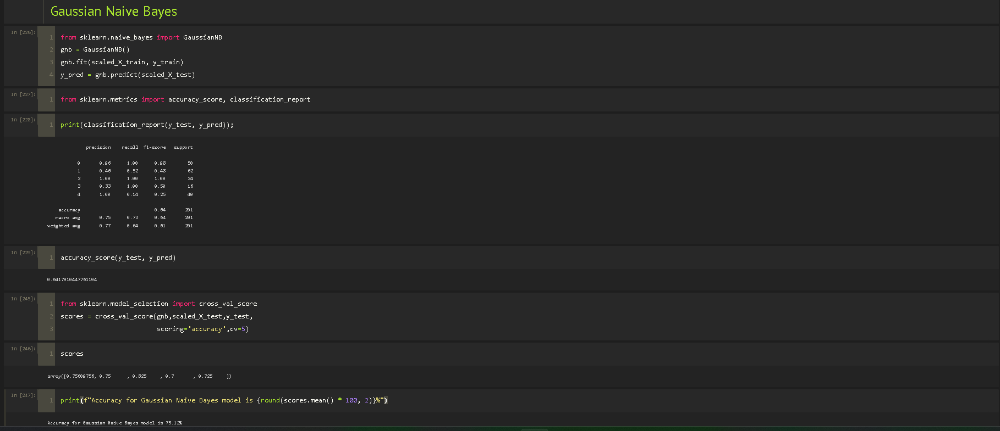 Gaussian Naive Bayes
In [226]:
1 from sklearn.naive_bayes import GaussianNB
2 gnb = GaussianNB()
3 gnb.fit(scaled_X_train, y_train)
4 y_pred = gnb.predict(scaled_X_test)
In [227]:
1 from sklearn.metrics import accuracy_score, classification_report
In [228]:
1 print(classification_report(y_test, y_pred));
precision recall f1-score support
0 0.96 1.00 0.98 50
1 0.46 0.52 0.48 62
2 1.00 1.00 1.00 24
3 0.33 1.00 0.50 16
4 1.00 0.14 0.25 49
accuracy 0.64 201
macro avg 0.75 0.73 0.64 201
weighted avg 0.77 0.64 0.61 201
In [229]:
1 accuracy_score(y_test, y_pred)
0.6417910447761194
In [245]:
1 from sklearn.model_selection import cross_val_score
2 scores = cross_val_score(gnb,scaled_X_test,y_test,
3 scoring='accuracy',cv=5)
In [246]:
1 scores
array([0.75609756, 0.75 , 0.825 , 0.7 , 0.725 ])
In [247]:
1 print(f"Accuracy for Gaussian Naive Bayes model is {round(scores.mean() * 100, 2)}%")
Accuracy for Gaussian Naive Bayes model is 75.12%